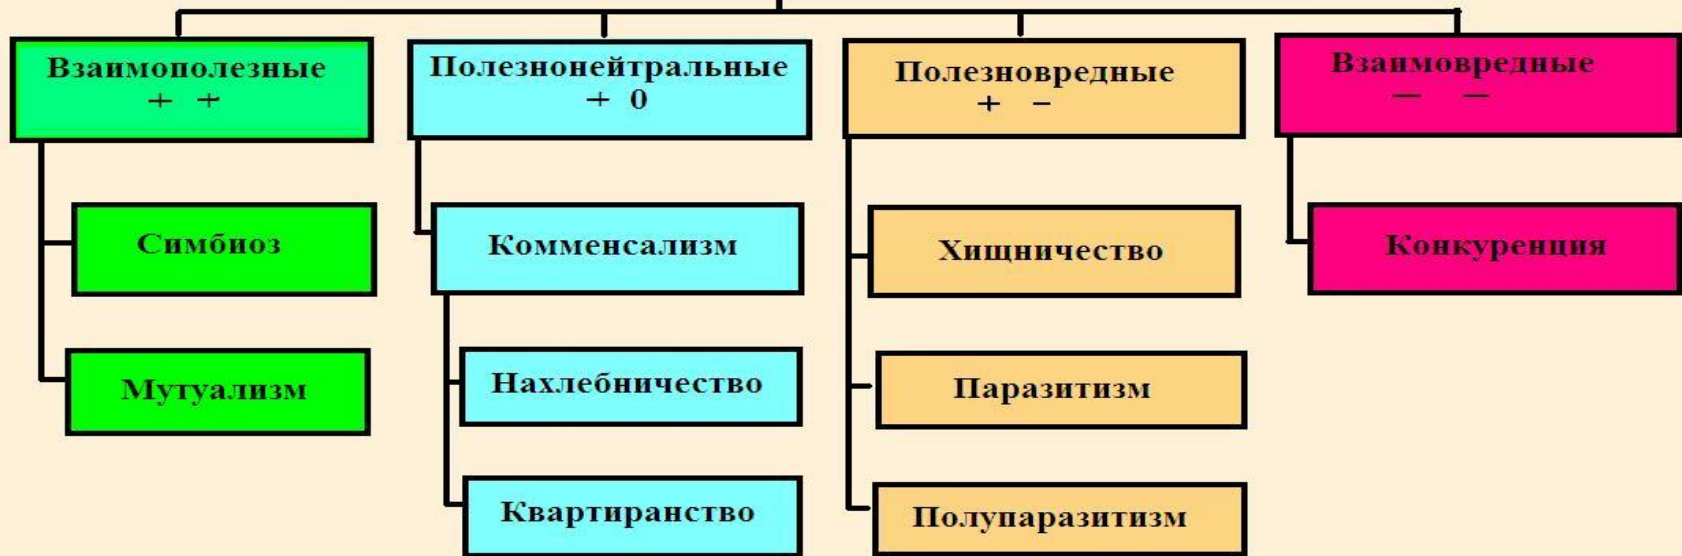 Взаимополезные
+ +
Полезнонейтральные
+ 0
Полезновредные
+ −
Взаимовредные
— —
Симбиоз
Комменсализм
Хищничество
Конкуренция
Мутуализм
Нахлебничество
Паразитизм
Квартиранство
Полупаразитизм